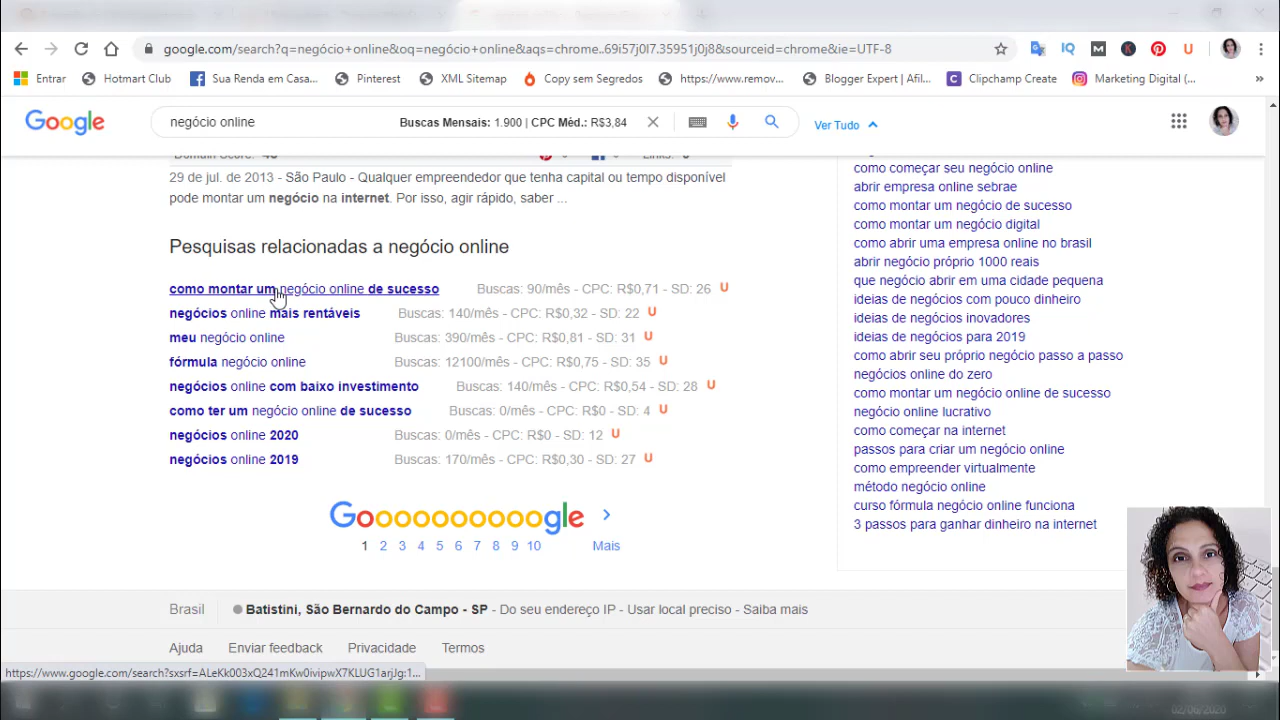 google.com/search?q=negócio+online&oq=negócio+online&aqs=chrome..69i57j0l7.35951j0j8&sourceid=chrome&ie=UTF-8
Entrar Hotmart Club Sua Renda em Casa... Pinterest XML Sitemap Copy sem Segredos https://www.remov... Blogger Expert | Afil... Clipchamp Create Marketing Digital (... »
Google negócio online Buscas Mensais: 1.900 | CPC Méd.: R$3,84 Ver Tudo
29 de jul. de 2013 - São Paulo - Qualquer empreendedor que tenha capital ou tempo disponível
pode montar um negócio na internet. Por isso, agir rápido, saber ...
Pesquisas relacionadas a negócio online
como montar um negócio online de sucesso Buscas: 90/mês - CPC: R$0,71 - SD: 26 U
negócios online mais rentáveis Buscas: 140/mês - CPC: R$0,32 - SD: 22 U
meu negócio online Buscas: 390/mês - CPC: R$0,81 - SD: 31 U
fórmula negócio online Buscas: 12100/mês - CPC: R$0,75 - SD: 35 U
negócios online com baixo investimento Buscas: 140/mês - CPC: R$0,54 - SD: 28 U
como ter um negócio online de sucesso Buscas: 0/mês - CPC: R$0 - SD: 4 U
negócios online 2020 Buscas: 0/mês - CPC: R$0 - SD: 12 U
negócios online 2019 Buscas: 170/mês - CPC: R$0,30 - SD: 27 U
Goooooooooogle
1 2 3 4 5 6 7 8 9 10 Mais
como começar seu negócio online
abrir empresa online sebrae
como montar um negócio online de sucesso
como montar um negócio digital
como abrir uma empresa online no brasil
abrir negócio próprio 1000 reais
que negócio abrir em uma cidade pequena
ideias de negócios com pouco dinheiro
ideias de negócios inovadores
ideias de negócios para 2019
como abrir seu próprio negócio passo a passo
negócios online do zero
como montar um negócio online de sucesso
negócio online lucrativo
como começar na internet
passos para criar um negócio online
como empreender virtualmente
método negócio online
curso fórmula negócio online funciona
3 passos para ganhar dinheiro na internet
Brasil Batistini, São Bernardo do Campo - SP - Do seu endereço IP - Usar local preciso - Saiba mais
Ajuda Enviar feedback Privacidade Termos
https://www.google.com/search?sxsrf=ALeKk003xQ241mKw0ivipwX7KLUG1arjJg:1...